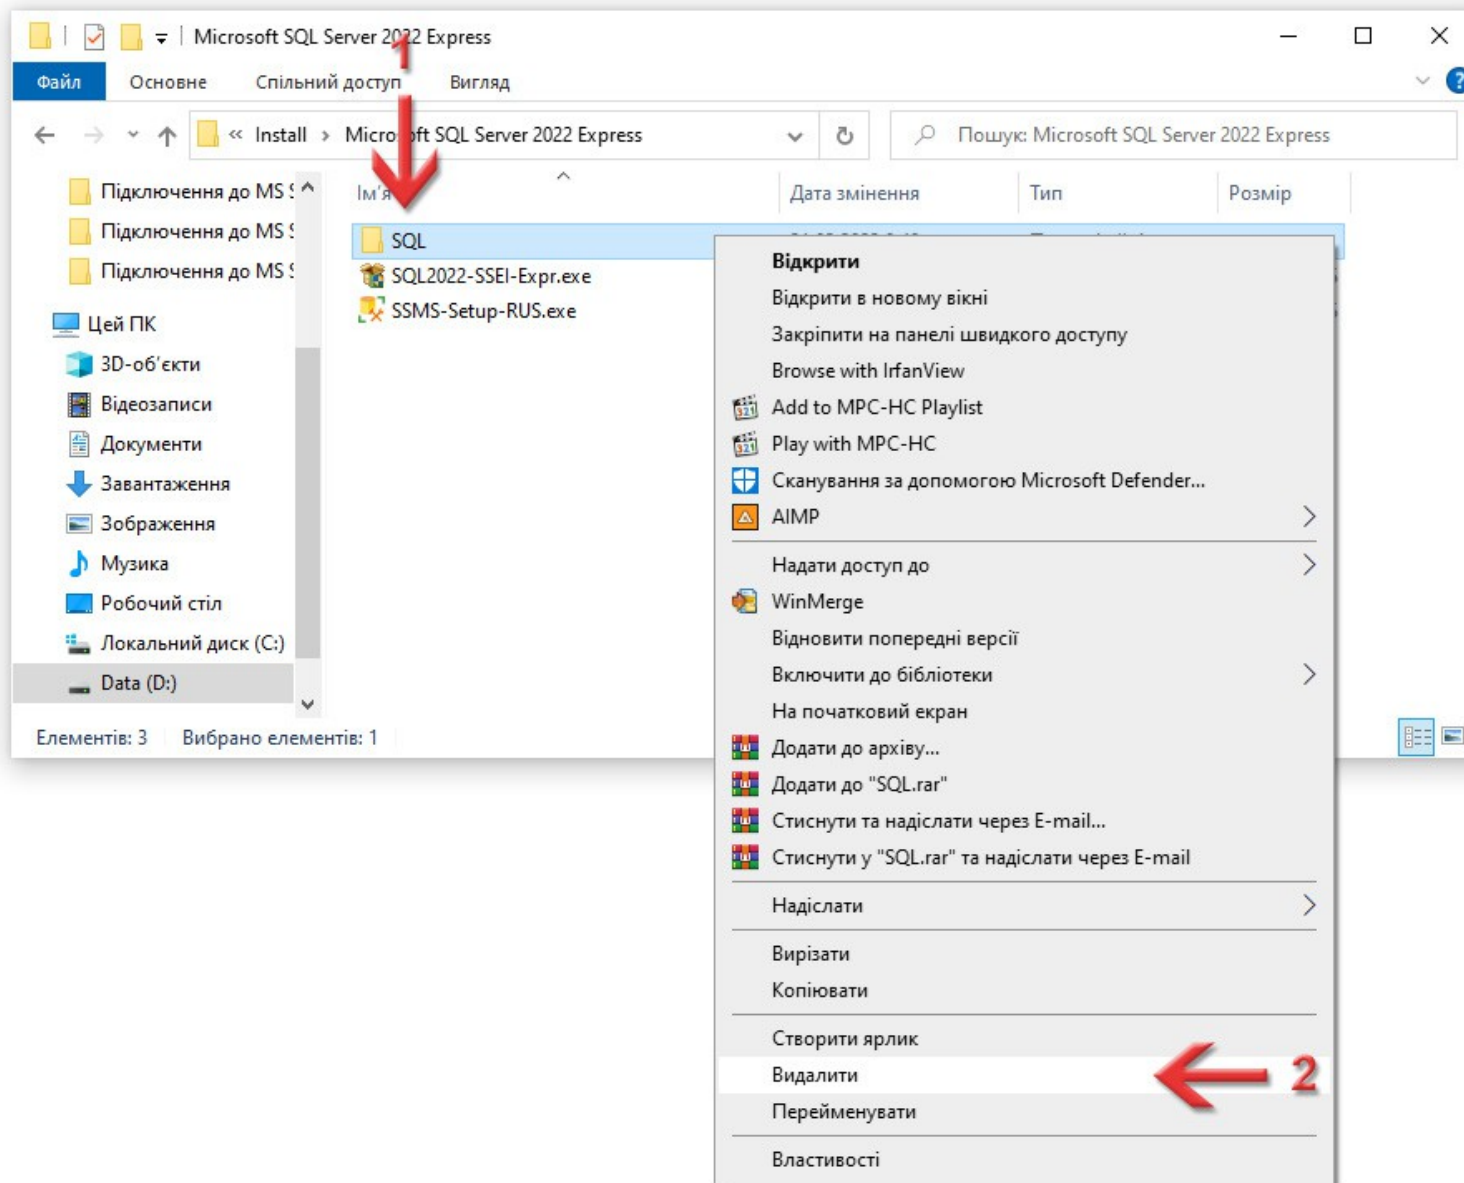 Microsoft SQL Server 2022 Express
1
Файл Основне Спільний доступ Вигляд
« Install › Microsoft SQL Server 2022 Express Пошук: Microsoft SQL Server 2022 Express
Підключення до MS S
Підключення до MS S
Підключення до MS S
Цей ПК
3D-об'єкти
Відеозаписи
Документи
Завантаження
Зображення
Музика
Робочий стіл
Локальний диск (C:)
Data (D:)
Ім'я Дата змінення Тип Розмір
SQL
SQL2022-SSEI-Expr.exe
SSMS-Setup-RUS.exe
Відкрити
Відкрити в новому вікні
Закріпити на панелі швидкого доступу
Browse with IrfanView
Add to MPC-HC Playlist
Play with MPC-HC
Сканування за допомогою Microsoft Defender...
AIMP
Надати доступ до
WinMerge
Відновити попередні версії
Включити до бібліотеки
На початковий екран
Додати до архіву...
Додати до "SQL.rar"
Стиснути та надіслати через E-mail...
Стиснути у "SQL.rar" та надіслати через E-mail
Надіслати
Вирізати
Копіювати
Створити ярлик
Видалити 2
Перейменувати
Властивості
Елементів: 3 Вибрано елементів: 1